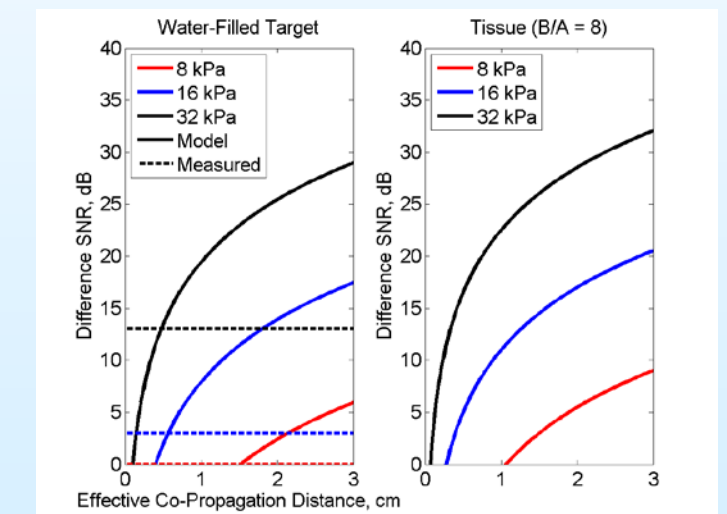 Water-Filled Target
Difference SNR, dB
40
35
30
25
20
15
10
5
0
8 kPa
16 kPa
32 kPa
Model
Measured
0
1
2
3
Effective Co-Propagation Distance, cm
Tissue (B/A = 8)
Difference SNR, dB
40
35
30
25
20
15
10
5
0
8 kPa
16 kPa
32 kPa
0
1
2
3